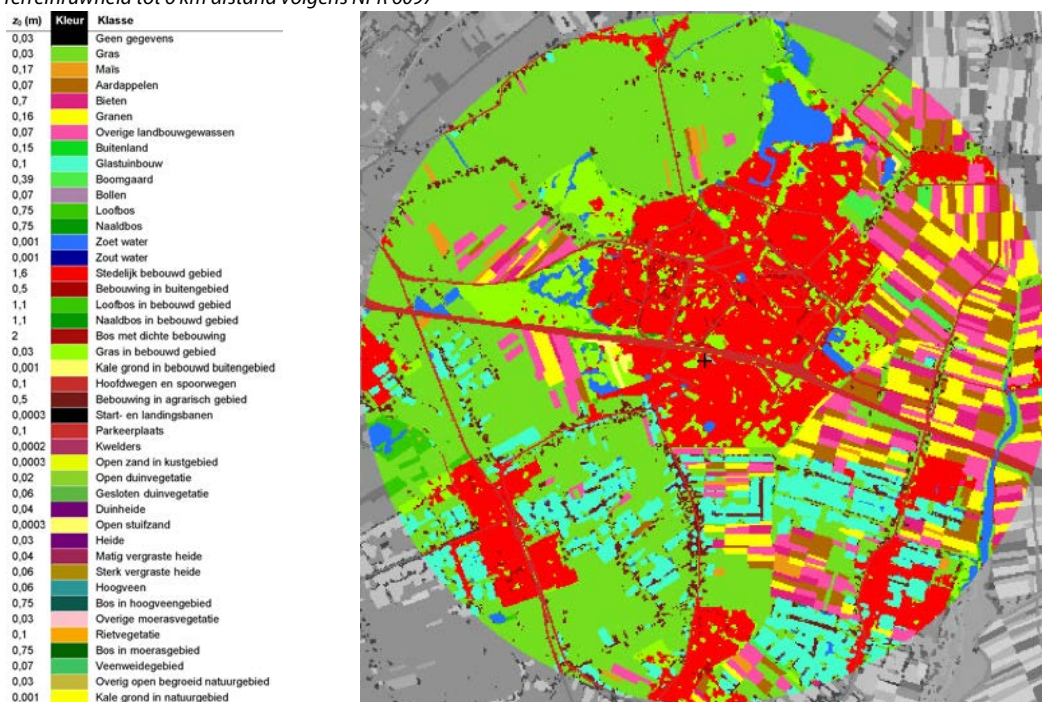 Terreinruwheid tot 6 km afstand volgens NPR 6097
z₀ (m) Kleur Klasse
0,03 Geen gegevens
0,03 Gras
0,17 Maïs
0,07 Aardappelen
0,7 Bieten
0,16 Granen
0,07 Overige landbouwgewassen
0,15 Buitenland
0,1 Glastuinbouw
0,39 Boomgaard
0,07 Bollen
0,75 Loofbos
0,75 Naaldbos
0,001 Zoet water
0,001 Zout water
1,6 Stedelijk bebouwd gebied
0,5 Bebouwing in buitengebied
1,1 Loofbos in bebouwd gebied
1,1 Naaldbos in bebouwd gebied
2 Bos met dichte bebouwing
0,03 Gras in bebouwd gebied
0,001 Kale grond in bebouwd buitengebied
0,1 Hoofdwegen en spoorwegen
0,5 Bebouwing in agrarisch gebied
0,0003 Start- en landingsbanen
0,1 Parkeerplaats
0,0002 Kwelders
0,0003 Open zand in kustgebied
0,02 Open duinvegetatie
0,06 Gesloten duinvegetatie
0,04 Duinheide
0,0003 Open stuifzand
0,03 Heide
0,04 Matig vergraste heide
0,06 Sterk vergraste heide
0,06 Hoogveen
0,75 Bos in hoogveengebied
0,03 Overige moerasvegetatie
0,1 Rietvegetatie
0,75 Bos in moerasgebied
0,07 Veenweidegebied
0,03 Overig open begroeid natuurgebied
0,001 Kale grond in natuurgebied